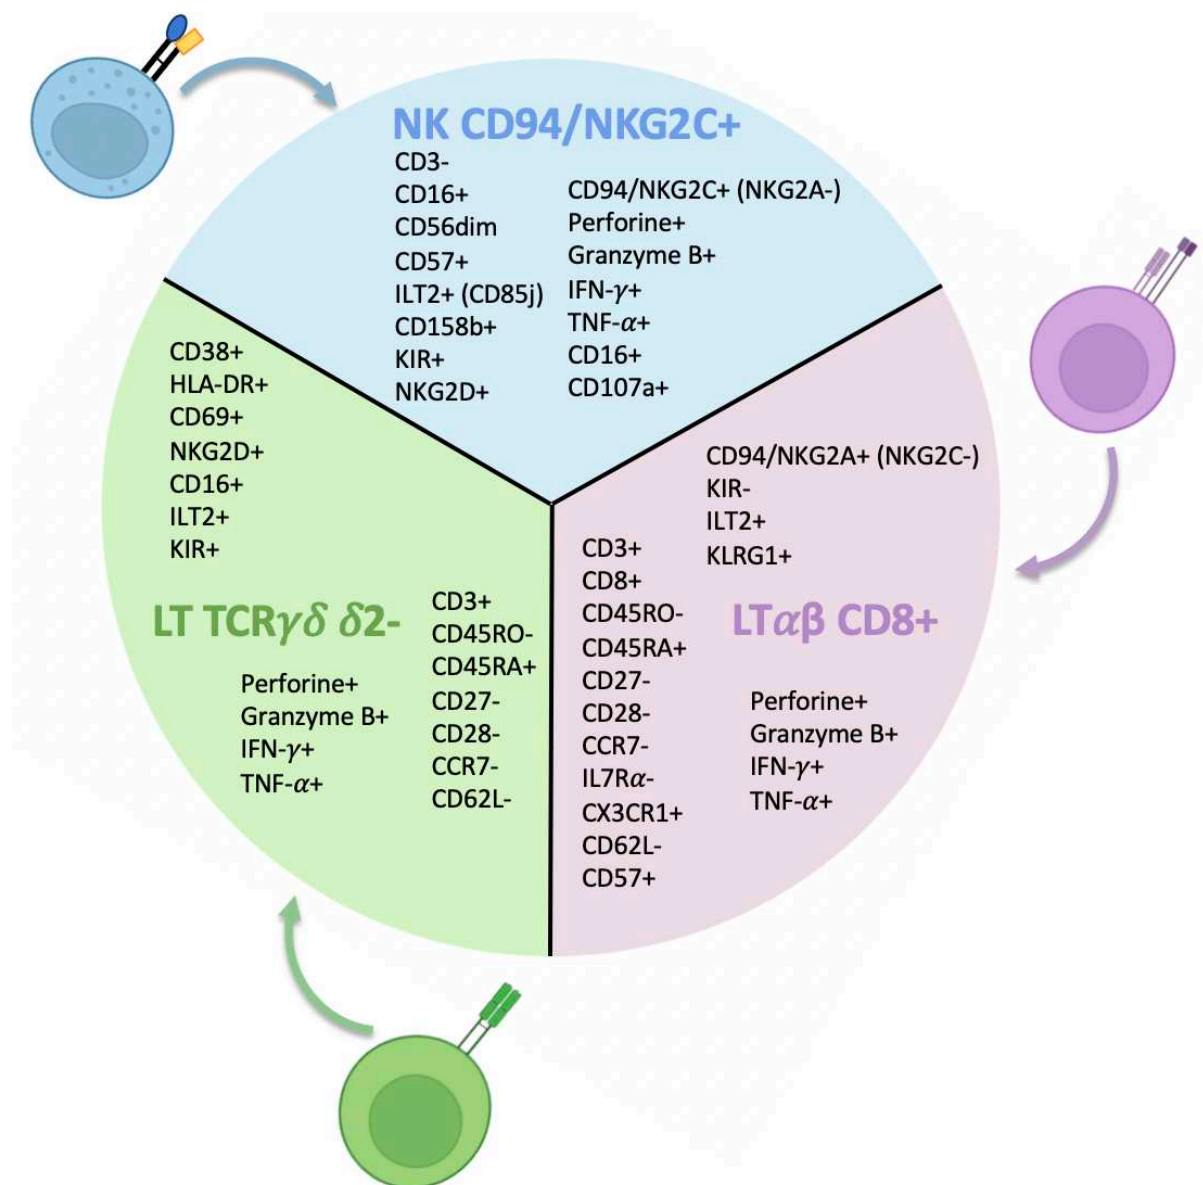 NK CD94/NKG2C+
CD3-
CD16+
CD56dim
CD57+
ILT2+ (CD85j)
CD158b+
KIR+
NKG2D+
CD94/NKG2C+ (NKG2A-)
Perforine+
Granzyme B+
IFN-γ+
TNF-α+
CD16+
CD107a+
CD38+
HLA-DR+
CD69+
NKG2D+
CD16+
ILT2+
KIR+
LT TCRγδ δ2-
Perforine+
Granzyme B+
IFN-γ+
TNF-α+
CD3+
CD45RO-
CD45RA+
CD27-
CD28-
CCR7-
CD62L-
CD94/NKG2A+ (NKG2C-)
KIR-
ILT2+
KLRG1+
CD3+
CD8+
CD45RO-
CD45RA+
CD27-
CD28-
CCR7-
IL7Rα-
CX3CR1+
CD62L-
CD57+
LTαβ CD8+
Perforine+
Granzyme B+
IFN-γ+
TNF-α+